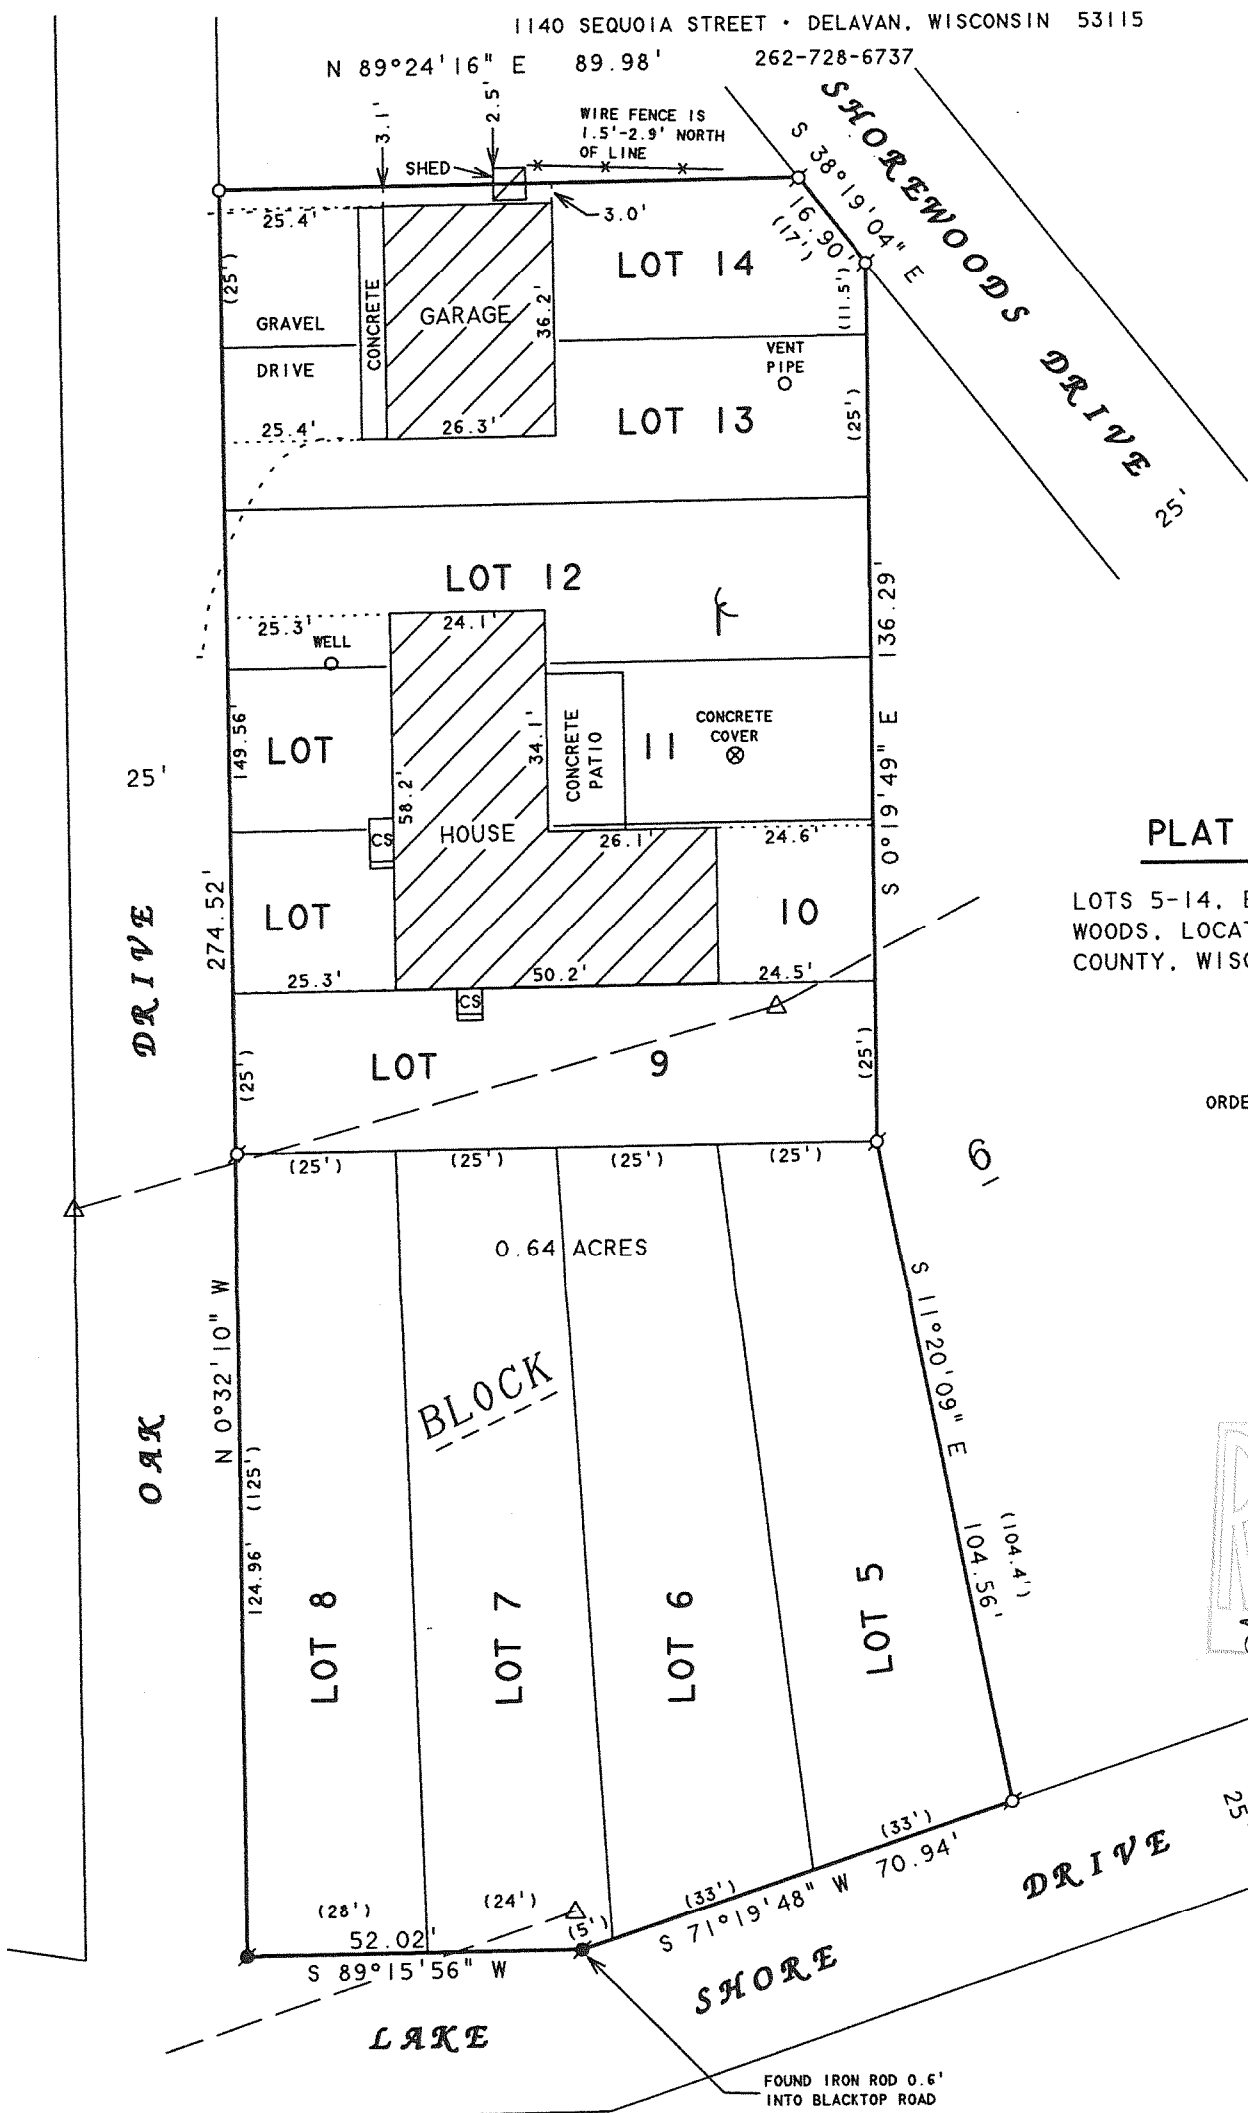 1140 SEQUOIA STREET • DELAVAN, WISCONSIN 53115
N 89°24'16" E 89.98'
262-728-6737
3.1'
2.5'
WIRE FENCE IS
1.5'-2.9' NORTH
OF LINE
SHED
3.0'
SHOREWOODS DRIVE
25'
S 38°19'04" E
16.90'
(17')
25.4'
(25')
LOT 14
(11.5')
GRAVEL
DRIVE
CONCRETE
GARAGE
36.2'
VENT
PIPE
25.4'
26.3'
LOT 13
(25')
LOT 12
136.29'
25.3'
24.1'
WELL
149.56'
LOT
11
CONCRETE
PATIO
34.1'
CONCRETE
COVER
S 0°19'49" E
25'
58.2'
CS
HOUSE
26.1'
24.6'
PLAT
LOTS 5-14, B
WOODS, LOCAT
COUNTY, WISC
274.52'
LOT
10
25.3'
50.2'
24.5'
CS
OAK DRIVE
(25')
LOT 9
(25')
ORDE
(25')
(25')
(25')
(25')
6
0.64 ACRES
N 0°32'10" W
BLOCK
S 11°20'09" E
124.96' (125')
(104.4')
104.56'
LOT 8
LOT 7
LOT 6
LOT 5
(28')
(24')
(5')
(33')
(33')
52.02'
S 89°15'56" W
S 71°19'48" W 70.94'
25'
LAKE SHORE DRIVE
FOUND IRON ROD 0.6'
INTO BLACKTOP ROAD